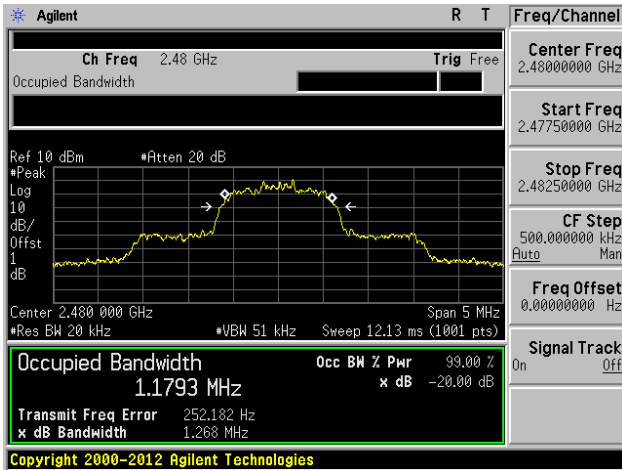 Agilent R T Freq/Channel
Ch Freq 2.48 GHz Trig Free
Occupied Bandwidth
Center Freq
2.48000000 GHz
Start Freq
2.47750000 GHz
Stop Freq
2.48250000 GHz
CF Step
500.000000 kHz
Auto Man
Freq Offset
0.00000000 Hz
Signal Track
On Off
Ref 10 dBm #Atten 20 dB
#Peak
Log
10
dB/
Offst
1
dB
Center 2.480 000 GHz Span 5 MHz
#Res BW 20 kHz #VBW 51 kHz Sweep 12.13 ms (1001 pts)
Occupied Bandwidth Occ BW % Pwr 99.00 %
1.1793 MHz x dB -20.00 dB
Transmit Freq Error 252.182 Hz
x dB Bandwidth 1.268 MHz
Copyright 2000-2012 Agilent Technologies